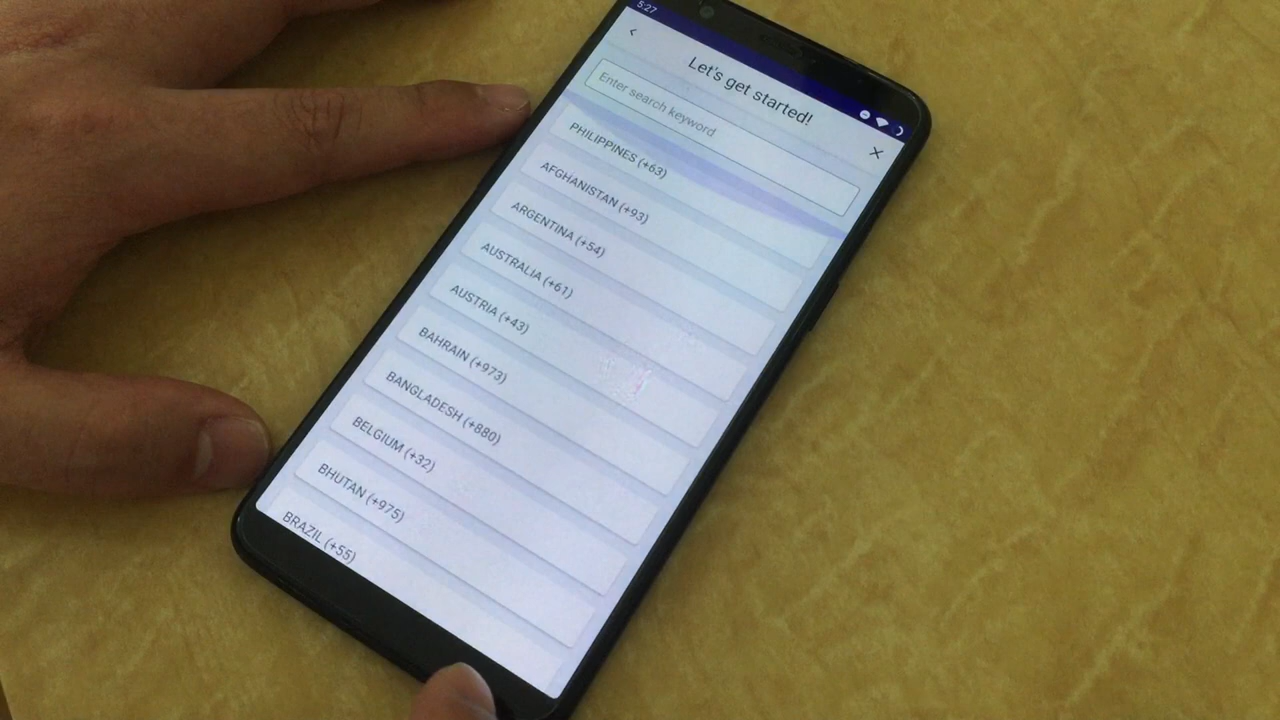 5:27
Let's get started!
Enter search keyword
PHILIPPINES (+63)
AFGHANISTAN (+93)
ARGENTINA (+54)
AUSTRALIA (+61)
AUSTRIA (+43)
BAHRAIN (+973)
BANGLADESH (+880)
BELGIUM (+32)
BHUTAN (+975)
BRAZIL (+55)